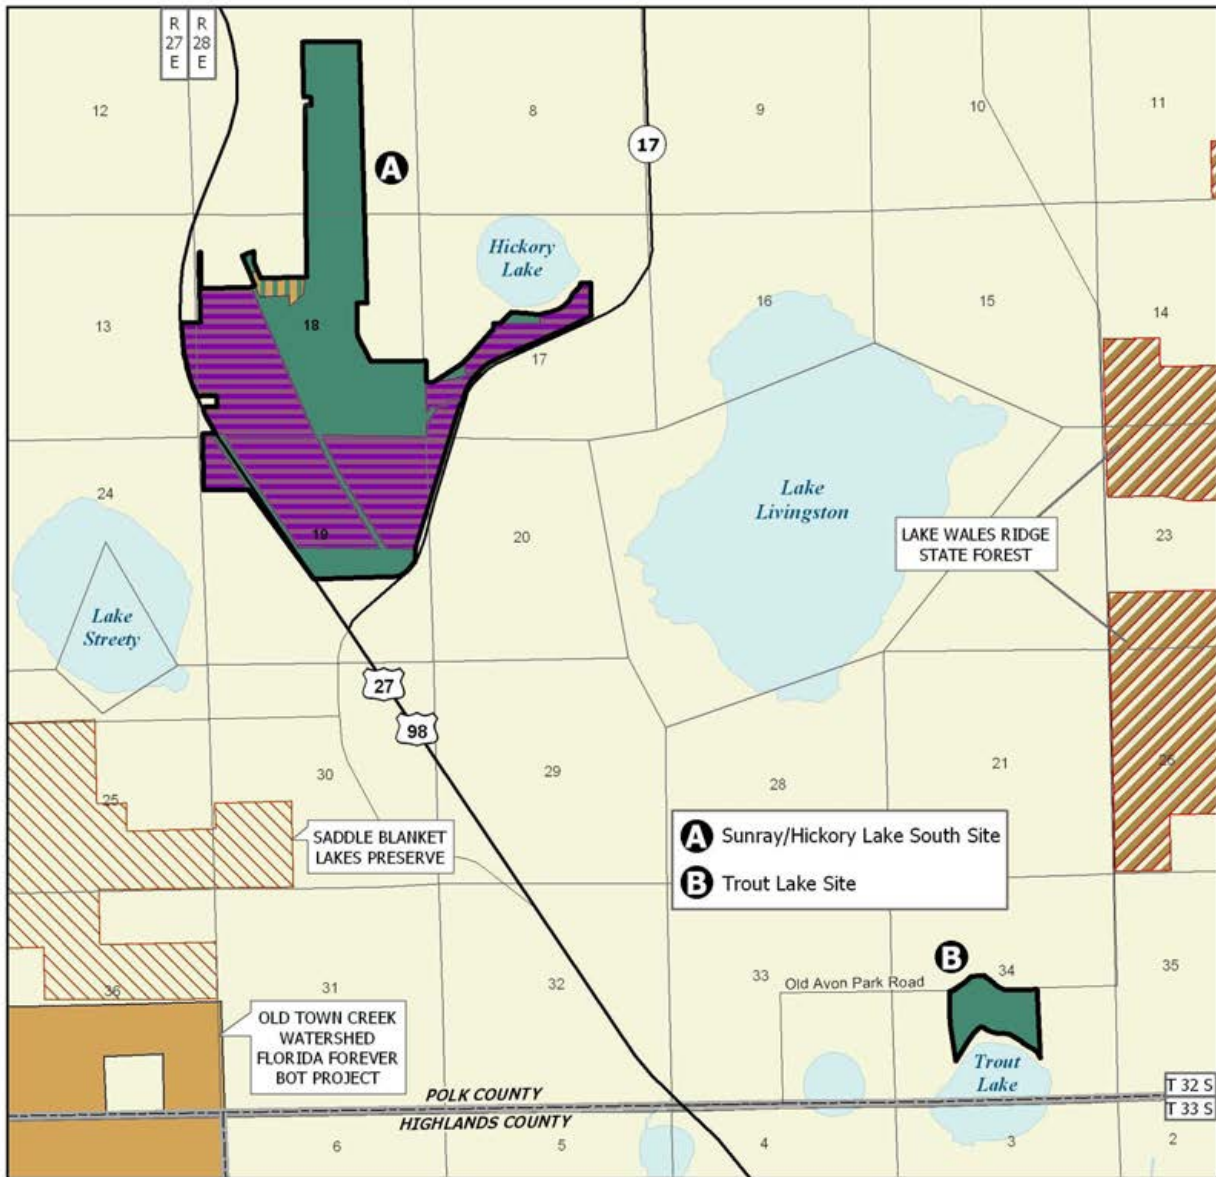 R
27
E
R
28
E
12
8
9
10
11
17
A
Hickory
Lake
13
18
17
16
15
14
24
19
20
Lake
Livingston
LAKE WALES RIDGE
STATE FOREST
23
Lake
Streety
27
98
25
30
29
28
21
26
SADDLE BLANKET
LAKES PRESERVE
A Sunray/Hickory Lake South Site
B Trout Lake Site
36
31
32
33
B
34
35
Old Avon Park Road
OLD TOWN CREEK
WATERSHED
FLORIDA FOREVER
BOT PROJECT
Trout
Lake
POLK COUNTY
HIGHLANDS COUNTY
T 32 S
T 33 S
6
5
4
3
2